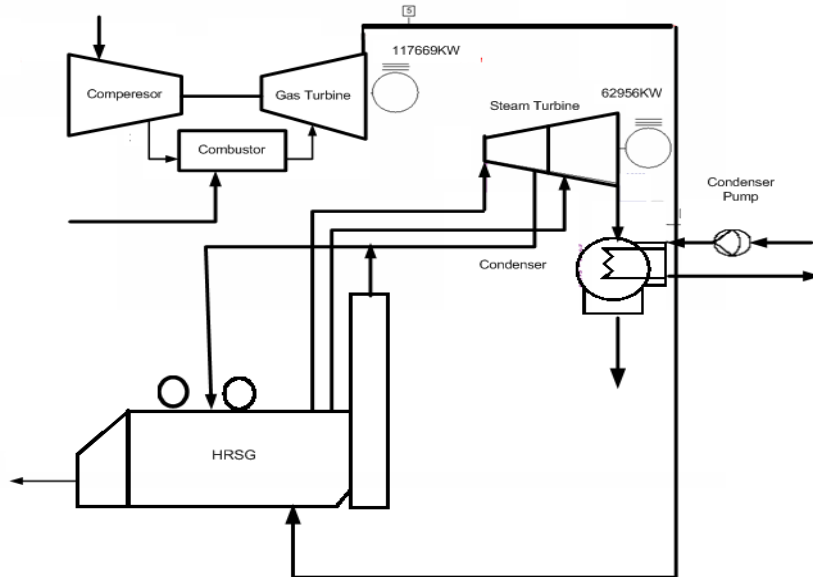 5
117669KW
Comperesor
Gas Turbine
62956KW
Steam Turbine
Combustor
Condenser
Pump
Condenser
HRSG